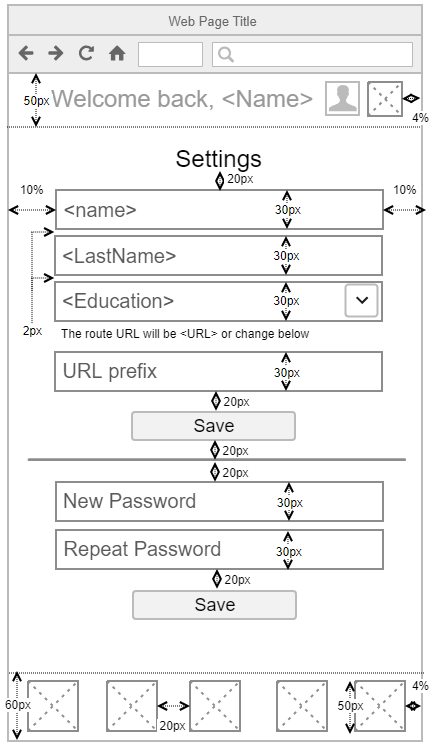 Web Page Title
50px
Welcome back, <Name>
4%
Settings
20px
10%
10%
<name>
30px
<LastName>
30px
<Education>
30px
2px
The route URL will be <URL> or change below
URL prefix
30px
20px
Save
20px
20px
New Password
30px
Repeat Password
30px
20px
Save
4%
60px
20px
50px